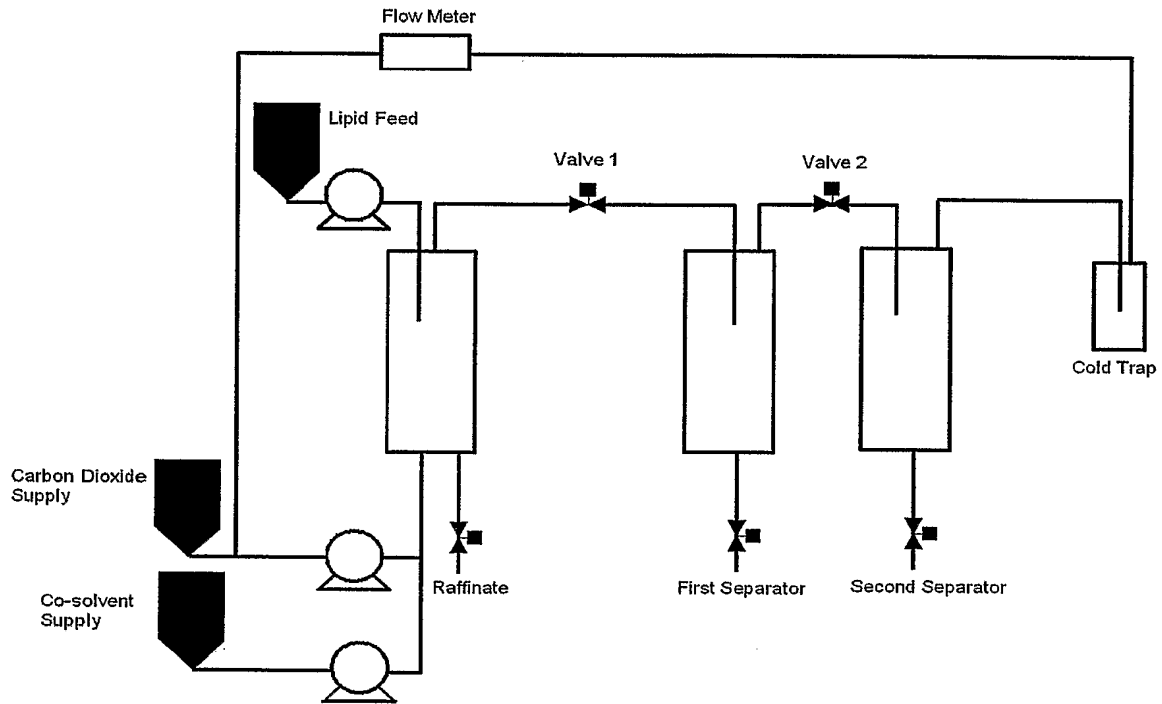 Flow Meter
Lipid Feed
Valve 1
Valve 2
Cold Trap
Carbon Dioxide
Supply
Raffinate
First Separator
Second Separator
Co-solvent
Supply